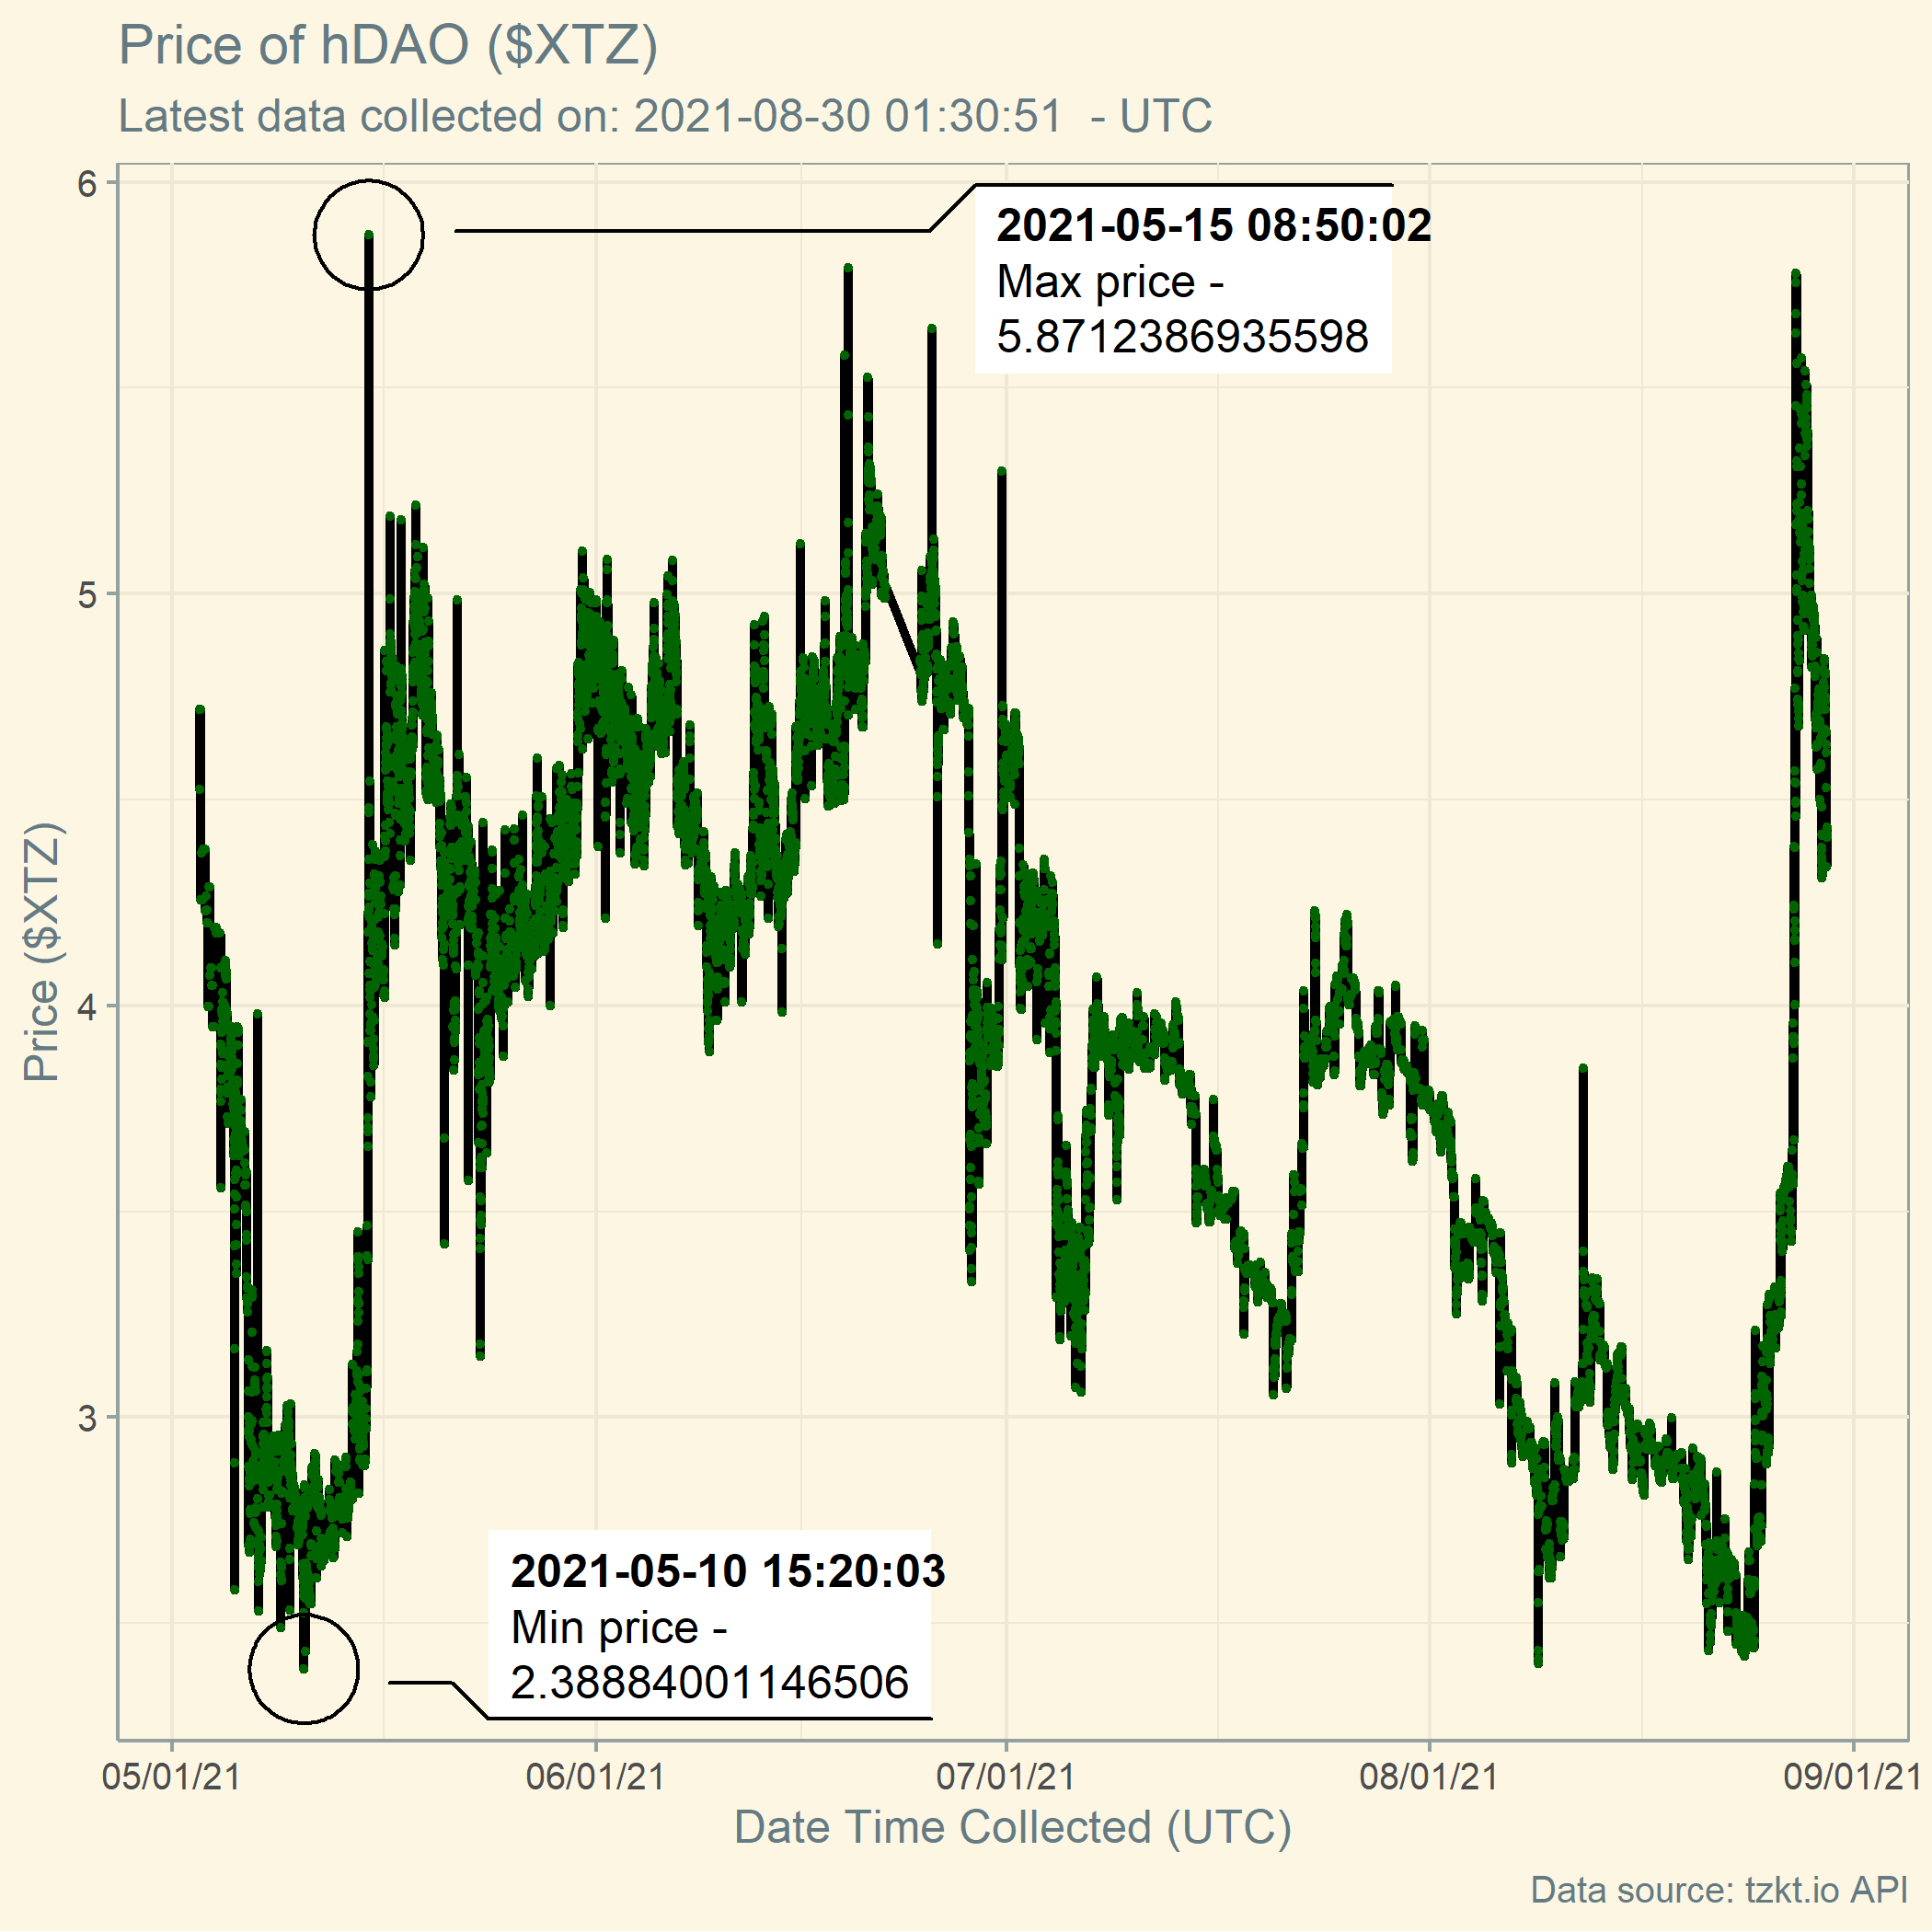 Price of hDAO ($XTZ)
Latest data collected on: 2021-08-30 01:30:51  - UTC
6
5
4
3
Price ($XTZ)
2021-05-15 08:50:02
Max price -
5.8712386935598
2021-05-10 15:20:03
Min price -
2.38884001146506
05/01/21
06/01/21
07/01/21
08/01/21
09/01/21
Date Time Collected (UTC)
Data source: tzkt.io API